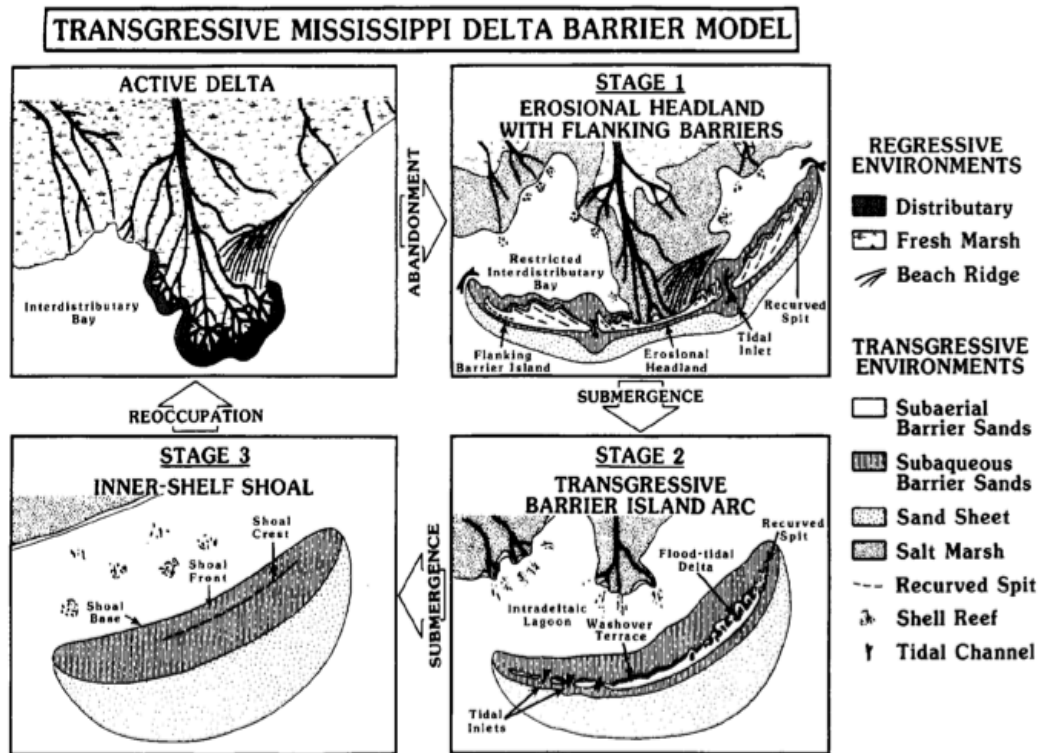 TRANSGRESSIVE MISSISSIPPI DELTA BARRIER MODEL
ACTIVE DELTA
Interdistributary
Bay
ABANDONMENT
STAGE 1
EROSIONAL HEADLAND
WITH FLANKING BARRIERS
Restricted
Interdistributary
Bay
Recurved
Spit
Tidal
Inlet
Flanking
Barrier Island
Erosional
Headland
SUBMERGENCE
REOCCUPATION
STAGE 3
INNER-SHELF SHOAL
Shoal
Crest
Shoal
Front
Shoal
Base
SUBMERGENCE
STAGE 2
TRANSGRESSIVE
BARRIER ISLAND ARC
Recurved
Spit
Flood-tidal
Delta
Intradeltaic
Lagoon
Washover
Terrace
Tidal
Inlets
REGRESSIVE
ENVIRONMENTS
Distributary
Fresh Marsh
Beach Ridge
TRANSGRESSIVE
ENVIRONMENTS
Subaerial
Barrier Sands
Subaqueous
Barrier Sands
Sand Sheet
Salt Marsh
Recurved Spit
Shell Reef
Tidal Channel